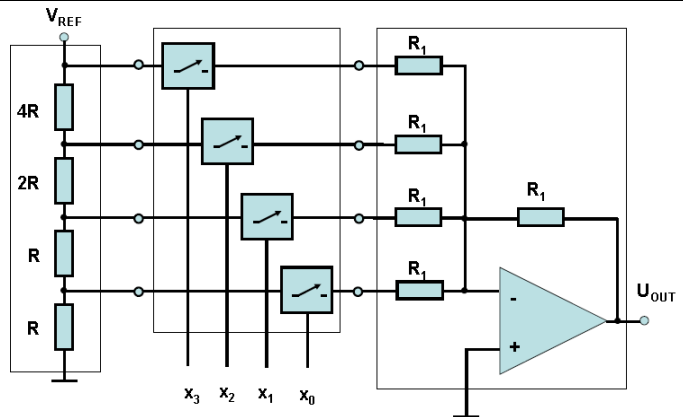 V_REF
R₁
4R
R₁
2R
R₁
R₁
R
R₁
-
U_OUT
R
+
x₃ x₂ x₁ x₀